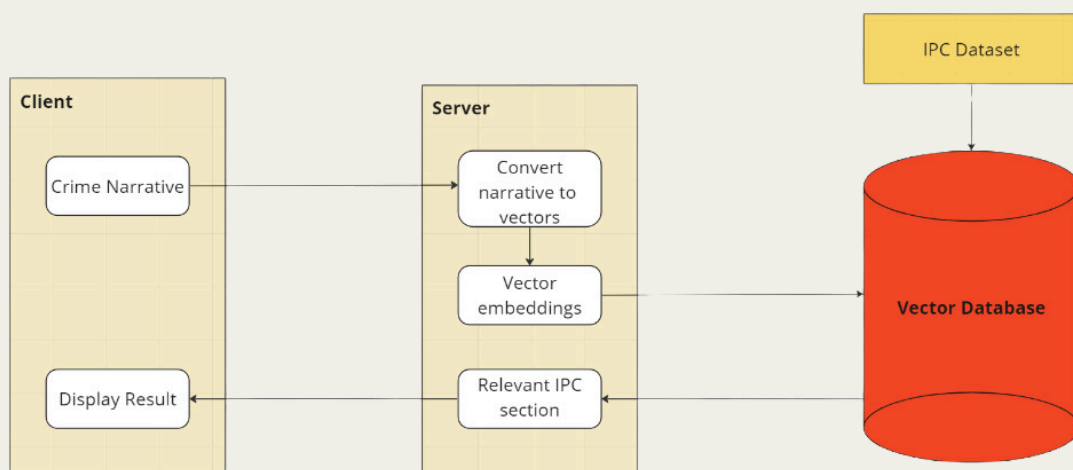 IPC Dataset
Client
Server
Crime Narrative
Convert
narrative to
vectors
Vector
embeddings
Vector Database
Display Result
Relevant IPC
section